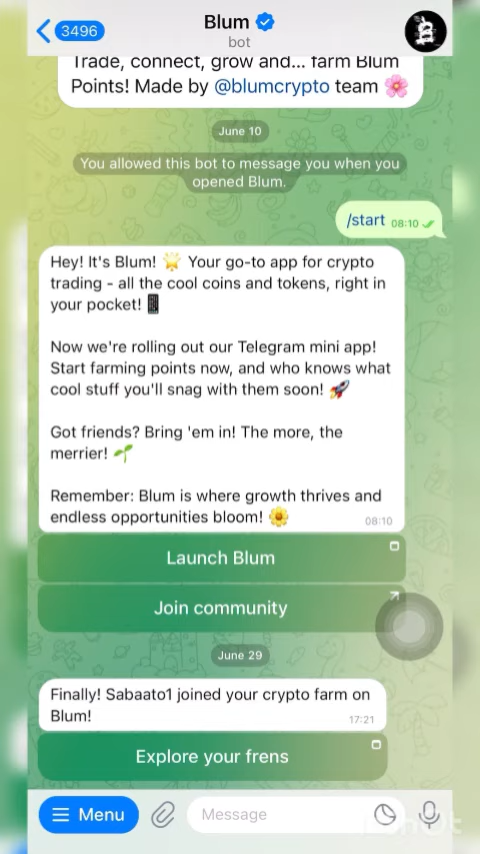 3496
Blum
bot
Trade, connect, grow and... farm Blum
Points! Made by @blumcrypto team 🌸
June 10
You allowed this bot to message you when you
opened Blum.
/start 08:10
Hey! It's Blum! 🌟 Your go-to app for crypto
trading - all the cool coins and tokens, right in
your pocket! 📱
Now we're rolling out our Telegram mini app!
Start farming points now, and who knows what
cool stuff you'll snag with them soon! 🚀
Got friends? Bring 'em in! The more, the
merrier! 🌱
Remember: Blum is where growth thrives and
endless opportunities bloom! 🌼
08:10
Launch Blum
Join community
June 29
Finally! Sabaato1 joined your crypto farm on
Blum!
17:21
Explore your frens
Menu
Message